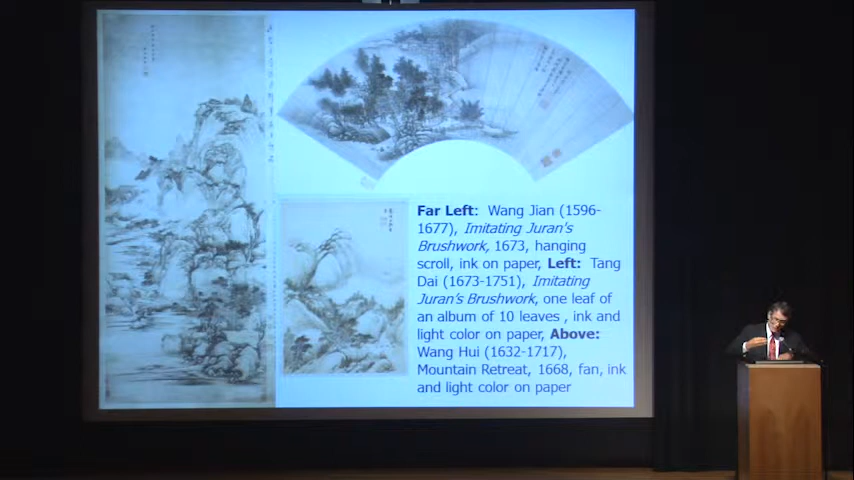 Far Left: Wang Jian (1596-
1677), Imitating Juran's
Brushwork, 1673, hanging
scroll, ink on paper, Left: Tang
Dai (1673-1751), Imitating
Juran's Brushwork, one leaf of
an album of 10 leaves , ink and
light color on paper, Above:
Wang Hui (1632-1717),
Mountain Retreat, 1668, fan, ink
and light color on paper